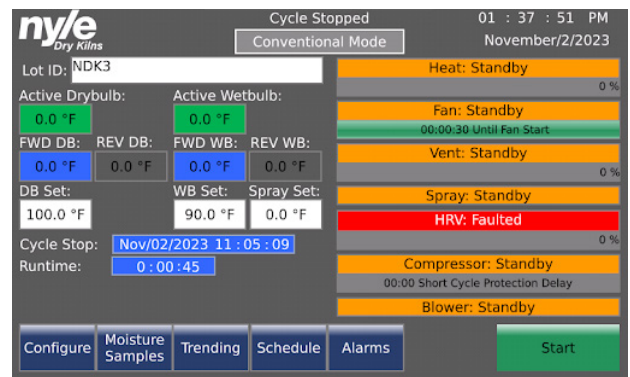 nyle
Dry Kilns
Cycle Stopped
Conventional Mode
01 : 37 : 51 PM
November/2/2023
Lot ID: NDK3
Active Drybulb: Active Wetbulb:
0.0 °F 0.0 °F
FWD DB: REV DB: FWD WB: REV WB:
0.0 °F 0.0 °F 0.0 °F 0.0 °F
DB Set: WB Set: Spray Set:
100.0 °F 90.0 °F 0.0 °F
Cycle Stop: Nov/02/2023 11:05:09
Runtime: 0:00:45
Heat: Standby
0 %
Fan: Standby
00:00:30 Until Fan Start
Vent: Standby
0 %
Spray: Standby
HRV: Faulted
0 %
Compressor: Standby
00:00 Short Cycle Protection Delay
Blower: Standby
Configure
Moisture
Samples
Trending
Schedule
Alarms
Start